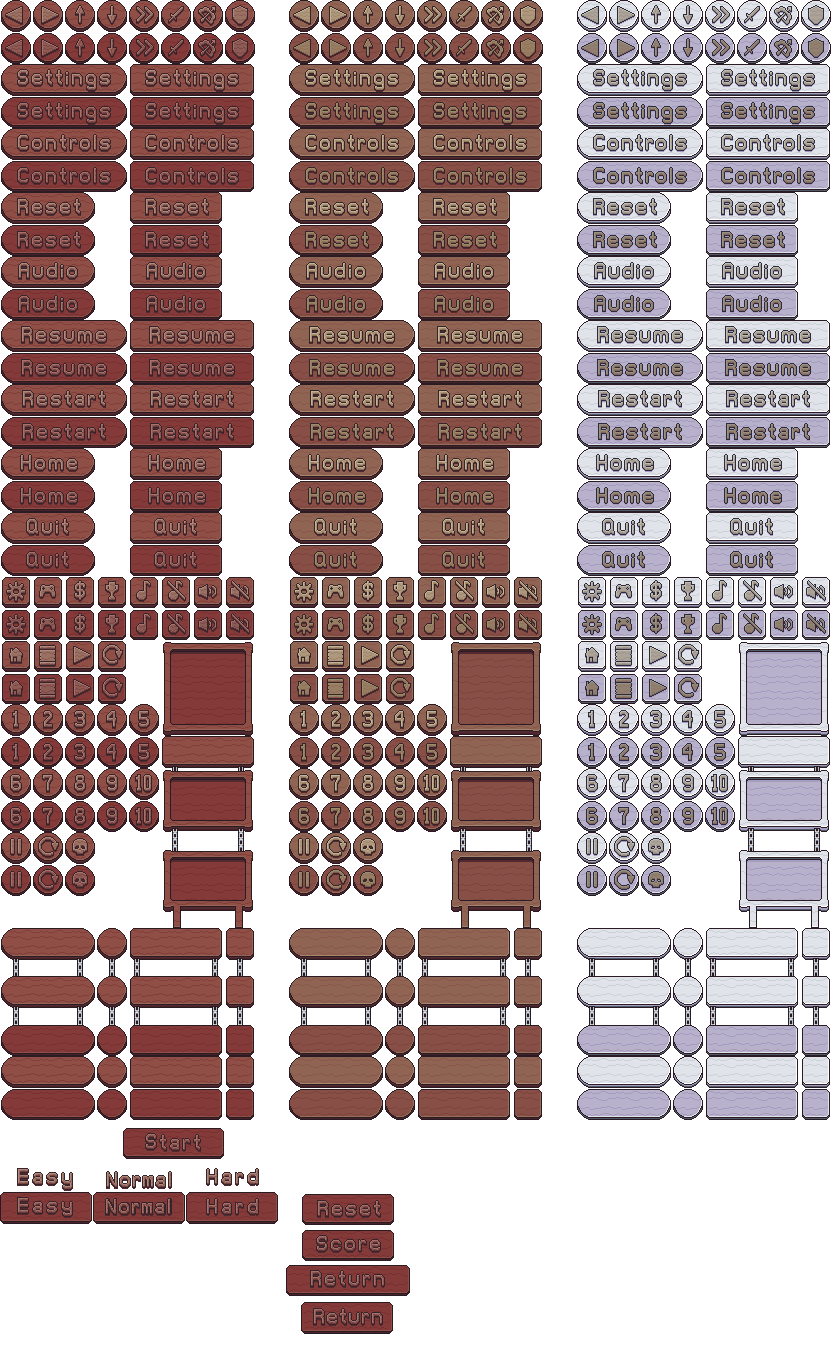 Settings Settings Settings Settings Settings Settings
Settings Settings Settings Settings Settings Settings
Controls Controls Controls Controls Controls Controls
Controls Controls Controls Controls Controls Controls
Reset Reset Reset Reset Reset Reset
Reset Reset Reset Reset Reset Reset
Audio Audio Audio Audio Audio Audio
Audio Audio Audio Audio Audio Audio
Resume Resume Resume Resume Resume Resume
Resume Resume Resume Resume Resume Resume
Restart Restart Restart Restart Restart Restart
Restart Restart Restart Restart Restart Restart
Home Home Home Home Home Home
Home Home Home Home Home Home
Quit Quit Quit Quit Quit Quit
Quit Quit Quit Quit Quit Quit
$ $ $
$ $ $
1 2 3 4 5 1 2 3 4 5 1 2 3 4 5
1 2 3 4 5 1 2 3 4 5 1 2 3 4 5
6 7 8 9 10 6 7 8 9 10 6 7 8 9 10
6 7 8 9 10 6 7 8 9 10 6 7 8 9 10
Start
Easy Normal Hard
Easy Normal Hard
Reset
Score
Return
Return